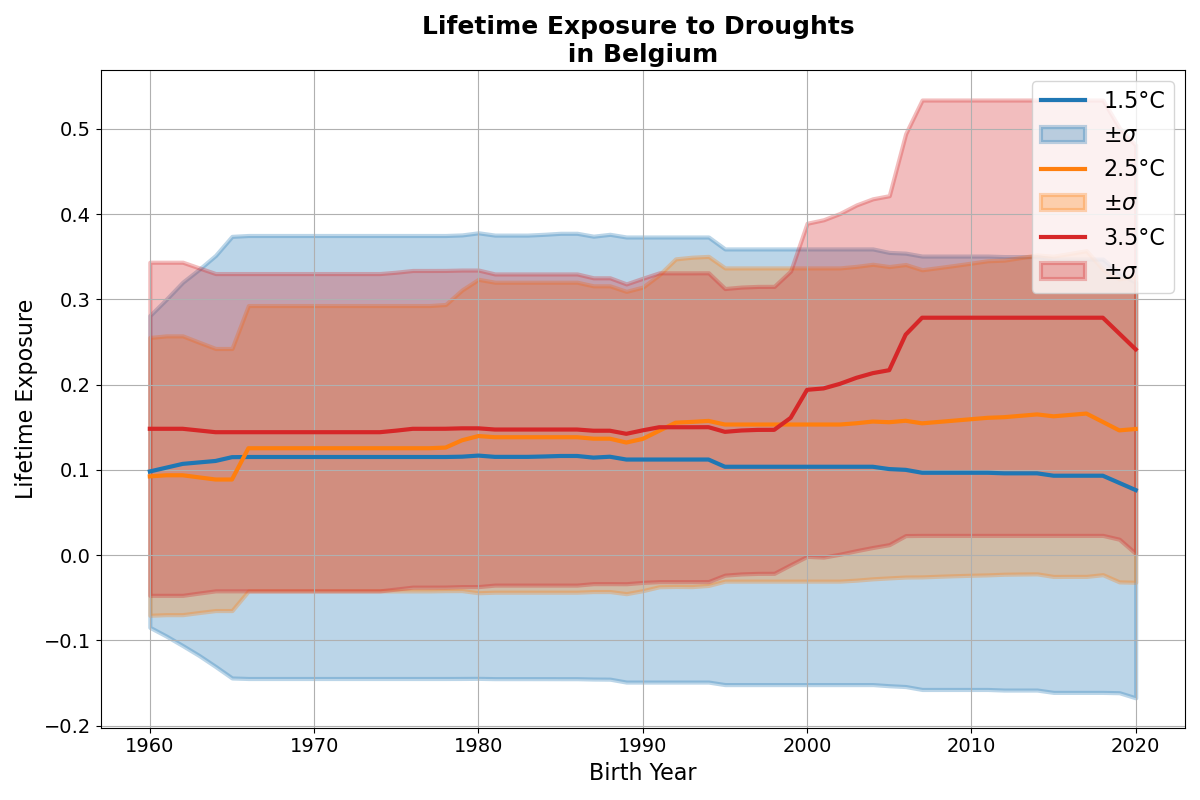 Lifetime Exposure to Droughts
in Belgium
Lifetime Exposure
0.5
0.4
0.3
0.2
0.1
0.0
−0.1
−0.2
1960
1970
1980
1990
2000
2010
2020
Birth Year
1.5°C
±σ
2.5°C
±σ
3.5°C
±σ